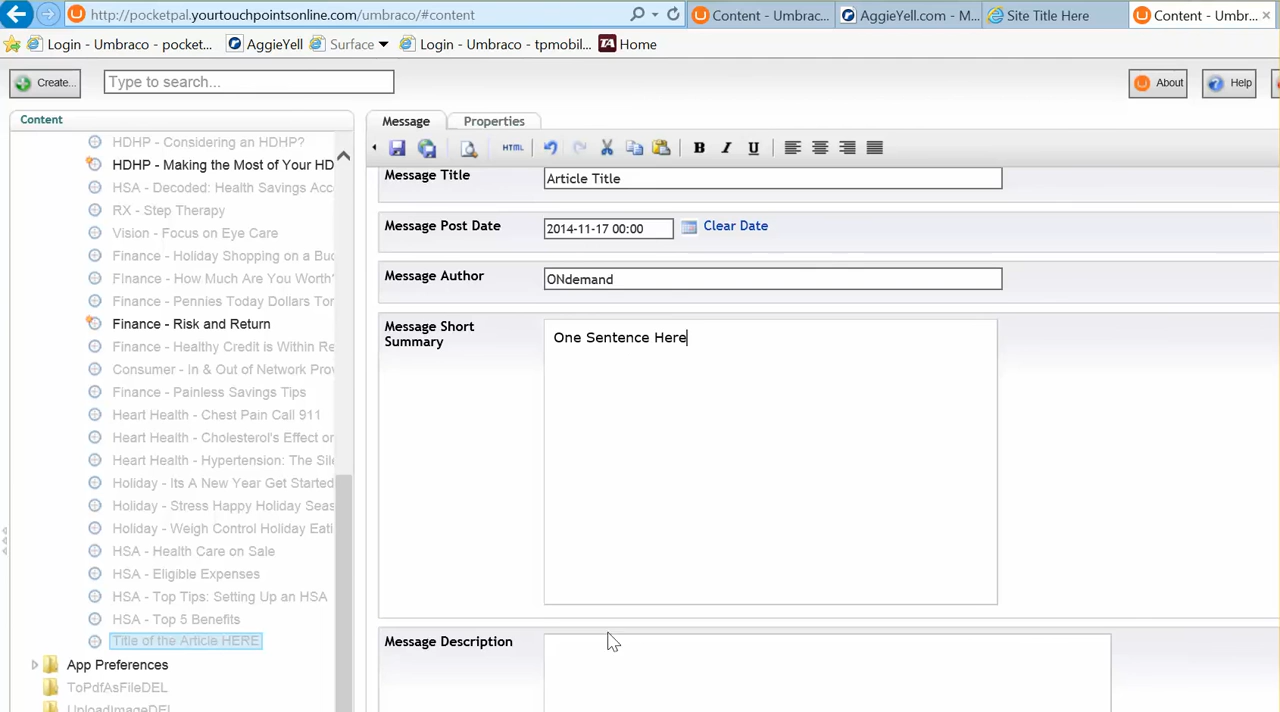 http://pocketpal.yourtouchpointsonline.com/umbraco/#content
Content - Umbrac...
AggieYell.com - M...
Site Title Here
Content - Umbr...
Login - Umbraco - pocket...
AggieYell
Surface
Login - Umbraco - tpmobil...
Home
Create...
Type to search...
About
Help
Content
Message
Properties
HTML
B
I
U
HDHP - Considering an HDHP?
HDHP - Making the Most of Your HD
HSA - Decoded: Health Savings Acc
RX - Step Therapy
Vision - Focus on Eye Care
Finance - Holiday Shopping on a Bu
Finance - How Much Are You Worth?
Finance - Pennies Today Dollars Tor
Finance - Risk and Return
Finance - Healthy Credit is Within Re
Consumer - In & Out of Network Prov
Finance - Painless Savings Tips
Heart Health - Chest Pain Call 911
Heart Health - Cholesterol's Effect or
Heart Health - Hypertension: The Sile
Holiday - Its A New Year Get Started
Holiday - Stress Happy Holiday Seas
Holiday - Weigh Control Holiday Eati
HSA - Health Care on Sale
HSA - Eligible Expenses
HSA - Top Tips: Setting Up an HSA
HSA - Top 5 Benefits
Title of the Article HERE
App Preferences
ToPdfAsFileDEL
UploadImageDEL
Message Title
Article Title
Message Post Date
2014-11-17 00:00
Clear Date
Message Author
ONdemand
Message Short
Summary
One Sentence Here
Message Description